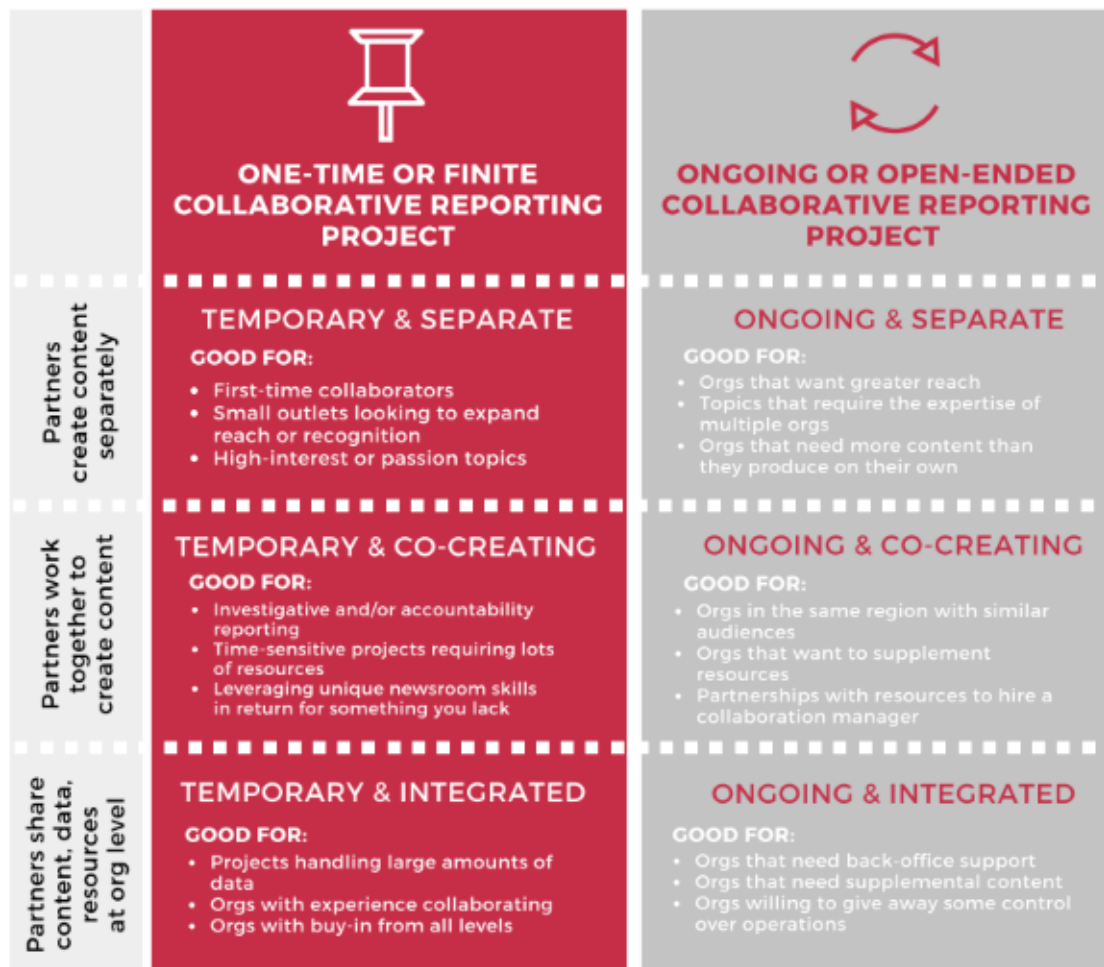 ONE-TIME OR FINITE
COLLABORATIVE REPORTING
PROJECT
ONGOING OR OPEN-ENDED
COLLABORATIVE REPORTING
PROJECT
Partners
create content
separately
TEMPORARY & SEPARATE
GOOD FOR:
• First-time collaborators
• Small outlets looking to expand
reach or recognition
• High-interest or passion topics
ONGOING & SEPARATE
GOOD FOR:
• Orgs that want greater reach
• Topics that require the expertise of
multiple orgs
• Orgs that need more content than
they produce on their own
Partners work
together to
create content
TEMPORARY & CO-CREATING
GOOD FOR:
• Investigative and/or accountability
reporting
• Time-sensitive projects requiring lots
of resources
• Leveraging unique newsroom skills
in return for something you lack
ONGOING & CO-CREATING
GOOD FOR:
• Orgs in the same region with similar
audiences
• Orgs that want to supplement
resources
• Partnerships with resources to hire a
collaboration manager
Partners share
content, data,
resources
at org level
TEMPORARY & INTEGRATED
GOOD FOR:
• Projects handling large amounts of
data
• Orgs with experience collaborating
• Orgs with buy-in from all levels
ONGOING & INTEGRATED
GOOD FOR:
• Orgs that need back-office support
• Orgs that need supplemental content
• Orgs willing to give away some control
over operations